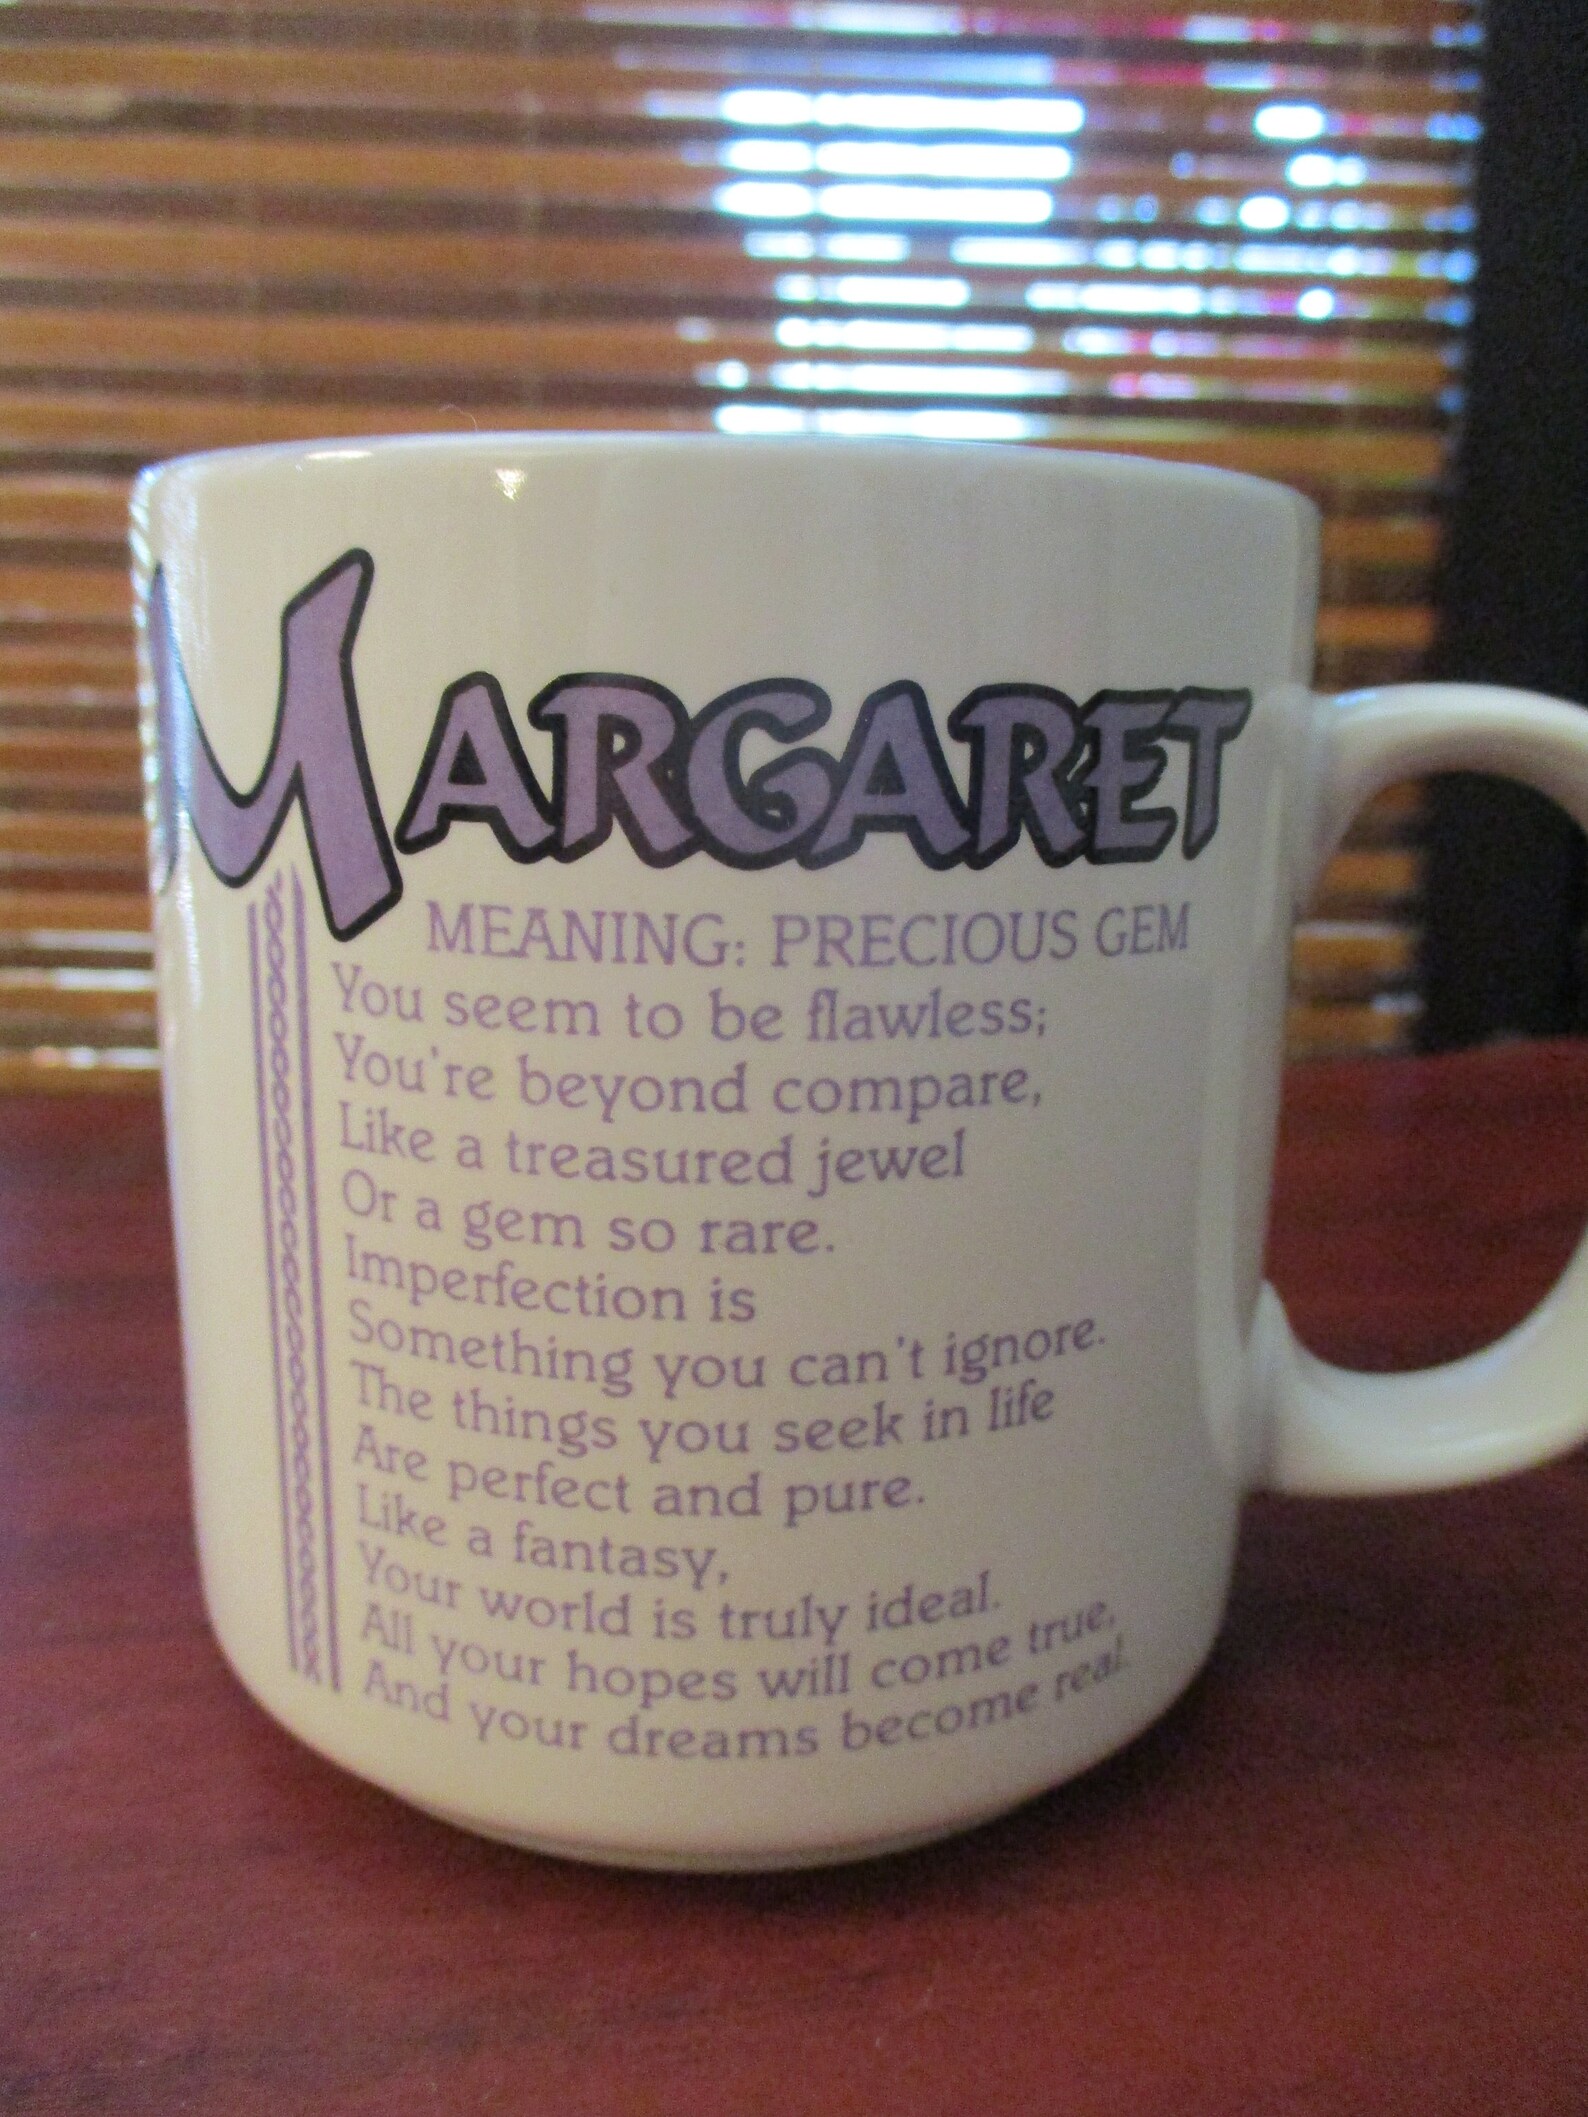 MARGARET
MEANING: PRECIOUS GEM
You seem to be flawless;
You're beyond compare,
Like a treasured jewel
Or a gem so rare.
Imperfection is
Something you can't ignore.
The things you seek in life
Are perfect and pure.
Like a fantasy,
Your world is truly ideal.
All your hopes will come true,
And your dreams become real.